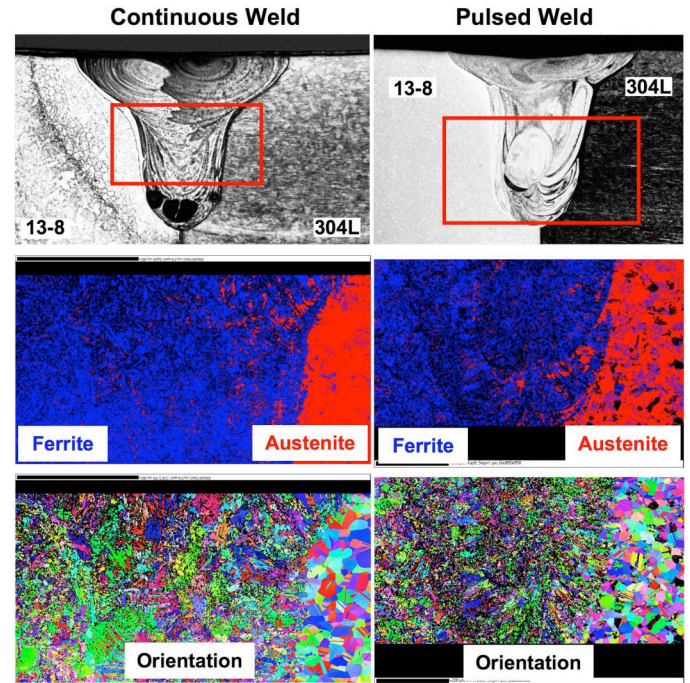 Continuous Weld
Pulsed Weld
13-8
304L
13-8
304L
Ferrite
Austenite
Ferrite
Austenite
Orientation
Orientation